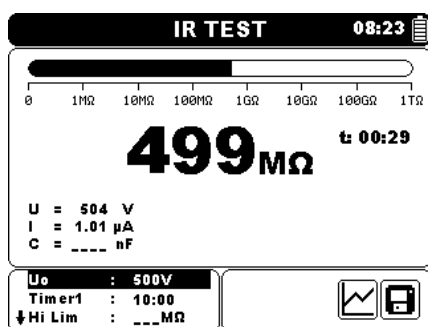 IR TEST 08:23
0 1MΩ 10MΩ 100MΩ 1GΩ 10GΩ 100GΩ 1TΩ
499MΩ t: 00:29
U = 504 V
I = 1.01 µA
C = ____ nF
Uo : 500V
Timer1 : 10:00
Hi Lim : ___MΩ